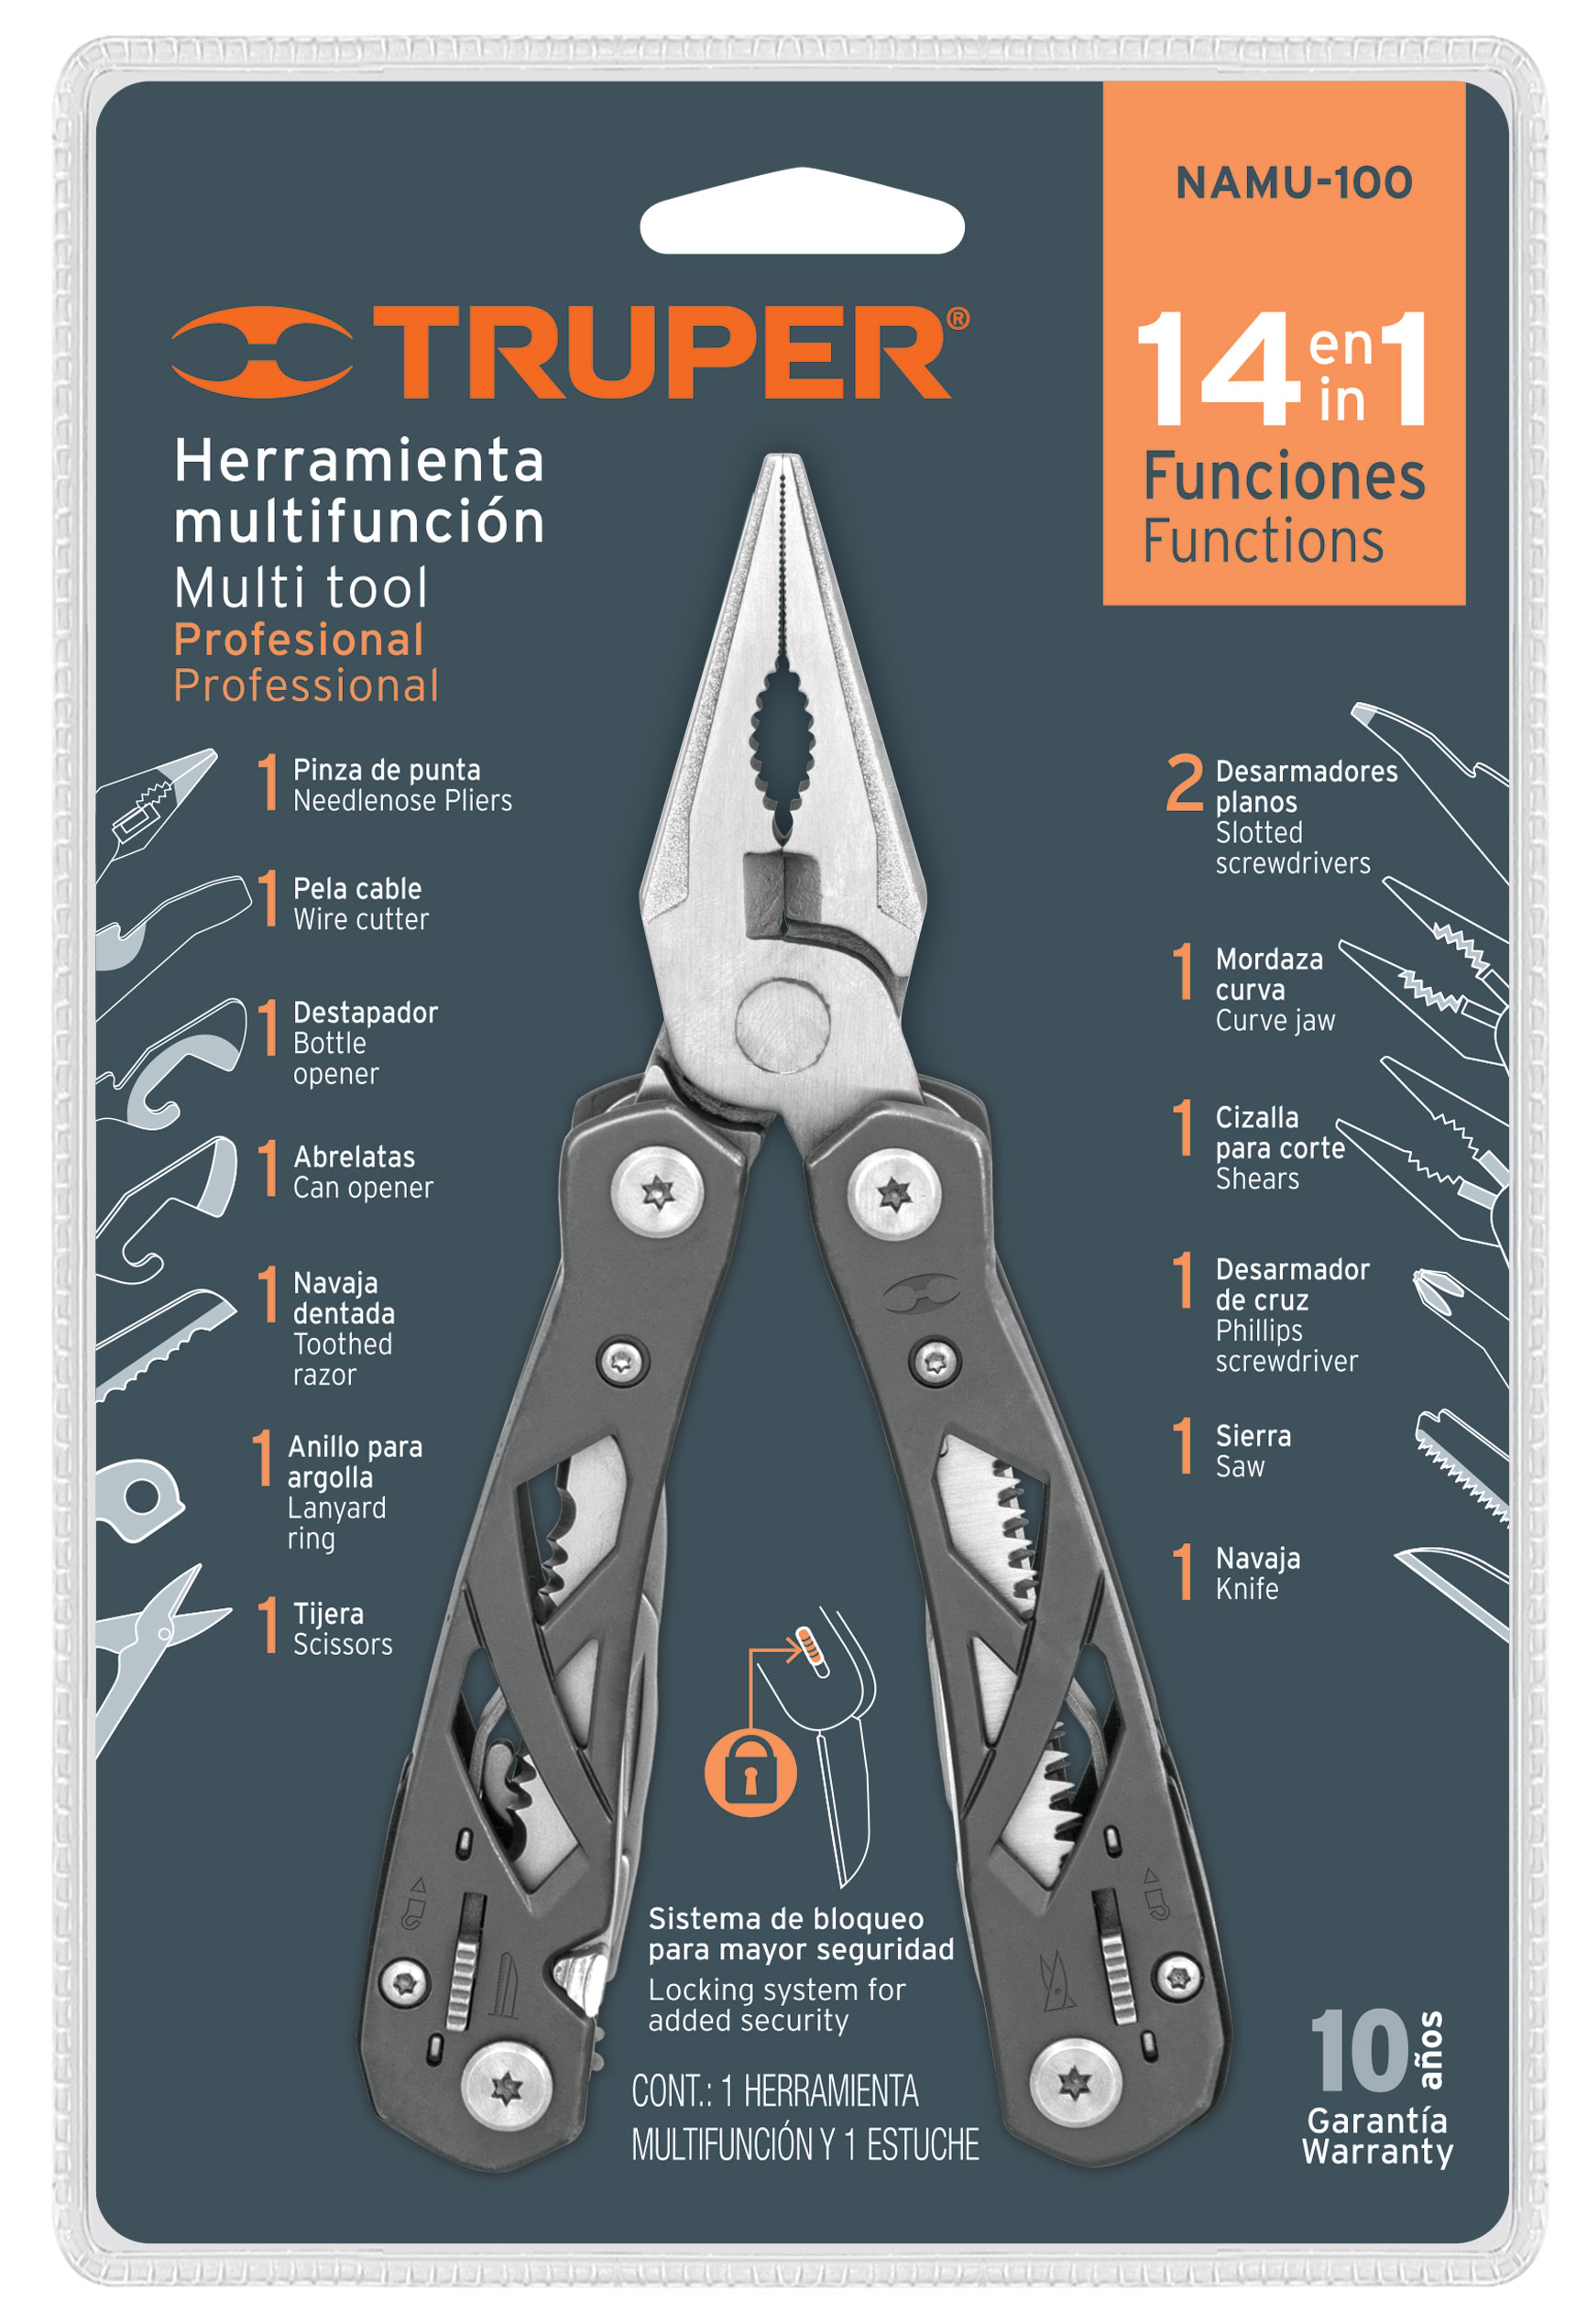 NAMU-100
TRUPER®
14 en in 1
Funciones
Functions
Herramienta
multifunción
Multi tool
Profesional
Professional
1 Pinza de punta
Needlenose Pliers
1 Pela cable
Wire cutter
1 Destapador
Bottle
opener
1 Abrelatas
Can opener
1 Navaja
dentada
Toothed
razor
1 Anillo para
argolla
Lanyard
ring
1 Tijera
Scissors
2 Desarmadores
planos
Slotted
screwdrivers
1 Mordaza
curva
Curve jaw
1 Cizalla
para corte
Shears
1 Desarmador
de cruz
Phillips
screwdriver
1 Sierra
Saw
1 Navaja
Knife
Sistema de bloqueo
para mayor seguridad
Locking system for
added security
CONT.: 1 HERRAMIENTA
MULTIFUNCIÓN Y 1 ESTUCHE
10 años
Garantía
Warranty